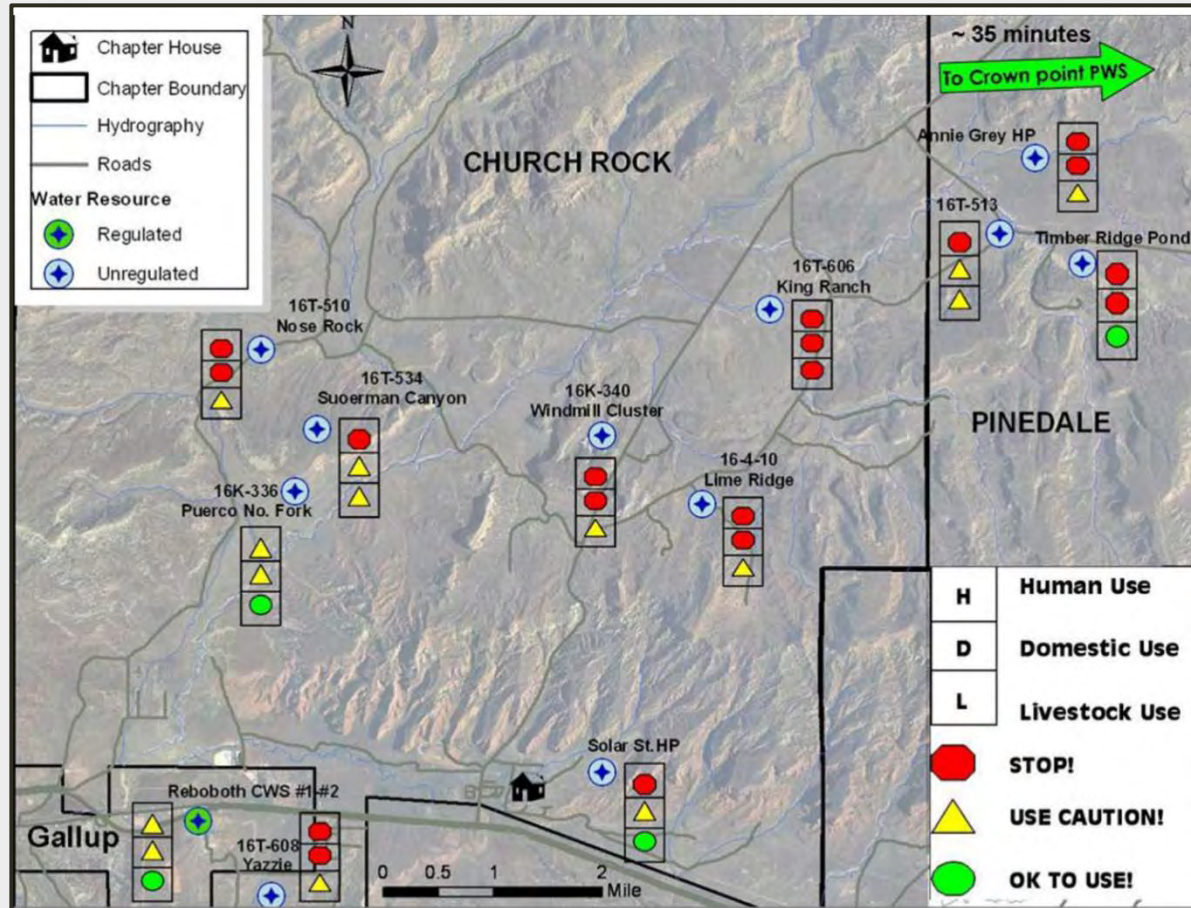 N
Chapter House
Chapter Boundary
Hydrography
Roads
Water Resource
Regulated
Unregulated
CHURCH ROCK
~ 35 minutes
To Crown point PWS
Annie Grey HP
16T-513
Timber Ridge Pond
16T-606
King Ranch
16T-510
Nose Rock
16T-534
Suoerman Canyon
16K-340
Windmill Cluster
PINEDALE
16-4-10
Lime Ridge
16K-336
Puerco No. Fork
H Human Use
D Domestic Use
L Livestock Use
STOP!
USE CAUTION!
OK TO USE!
Solar St.HP
Reboboth CWS #1-#2
Gallup
16T-608
Yazzie
0 0.5 1 2
Mile